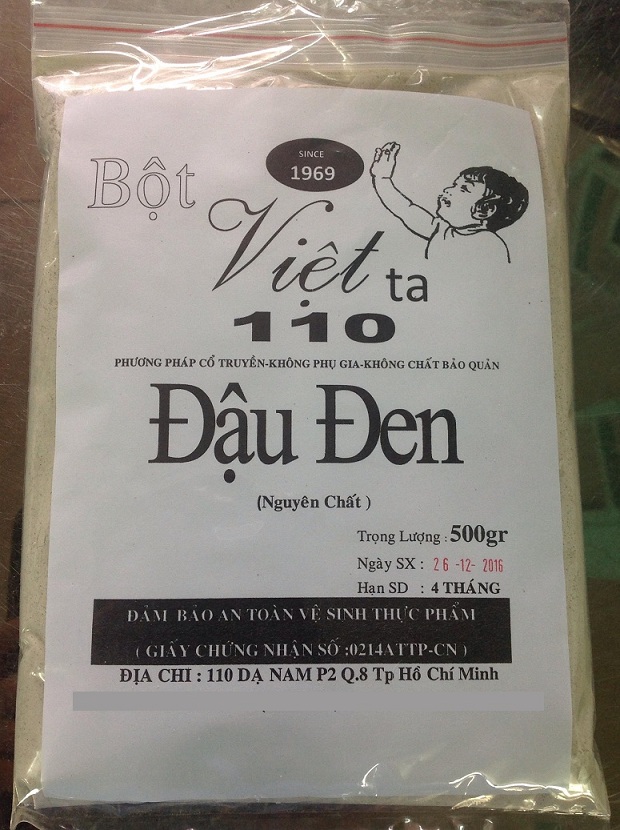 SINCE
1969
Bột
Việt ta
110
PHƯƠNG PHÁP CỔ TRUYỀN-KHÔNG PHỤ GIA-KHÔNG CHẤT BẢO QUẢN
Đậu Đen
(Nguyên Chất )
Trọng Lượng : 500gr
Ngày SX : 26-12-2016
Hạn SD : 4 THÁNG
ĐẢM BẢO AN TOÀN VỆ SINH THỰC PHẨM
( GIẤY CHỨNG NHẬN SỐ :0214ATTP-CN )
ĐỊA CHỈ : 110 DẠ NAM P2 Q.8 Tp Hồ Chí Minh